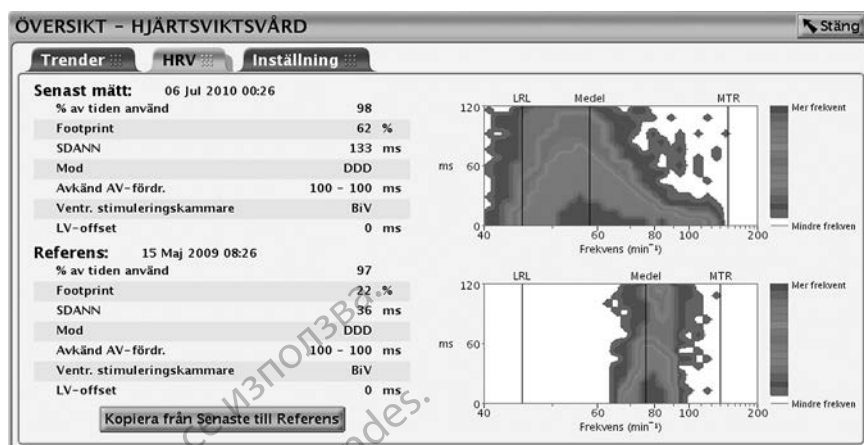 ÖVERSIKT - HJÄRTSVIKTSVÅRD
Stäng
Trender
HRV
Inställning
Senast mätt: 06 Jul 2010 00:26
% av tiden använd 98
Footprint 62 %
SDANN 133 ms
Mod DDD
Avkänd AV-fördr. 100 - 100 ms
Ventr. stimuleringskammare BiV
LV-offset 0 ms
Referens: 15 Maj 2009 08:26
% av tiden använd 97
Footprint 22 %
SDANN 36 ms
Mod DDD
Avkänd AV-fördr. 100 - 100 ms
Ventr. stimuleringskammare BiV
LV-offset 0 ms
Kopiera från Senaste till Referens
LRL Medel MTR
120
ms 60
0
40 60 80 100 200
Frekvens (min⁻¹)
Mer frekvent
Mindre frekven
LRL Medel MTR
120
ms 60
0
40 60 80 100 200
Frekvens (min⁻¹)
Mer frekvent
Mindre frekven
се използва.